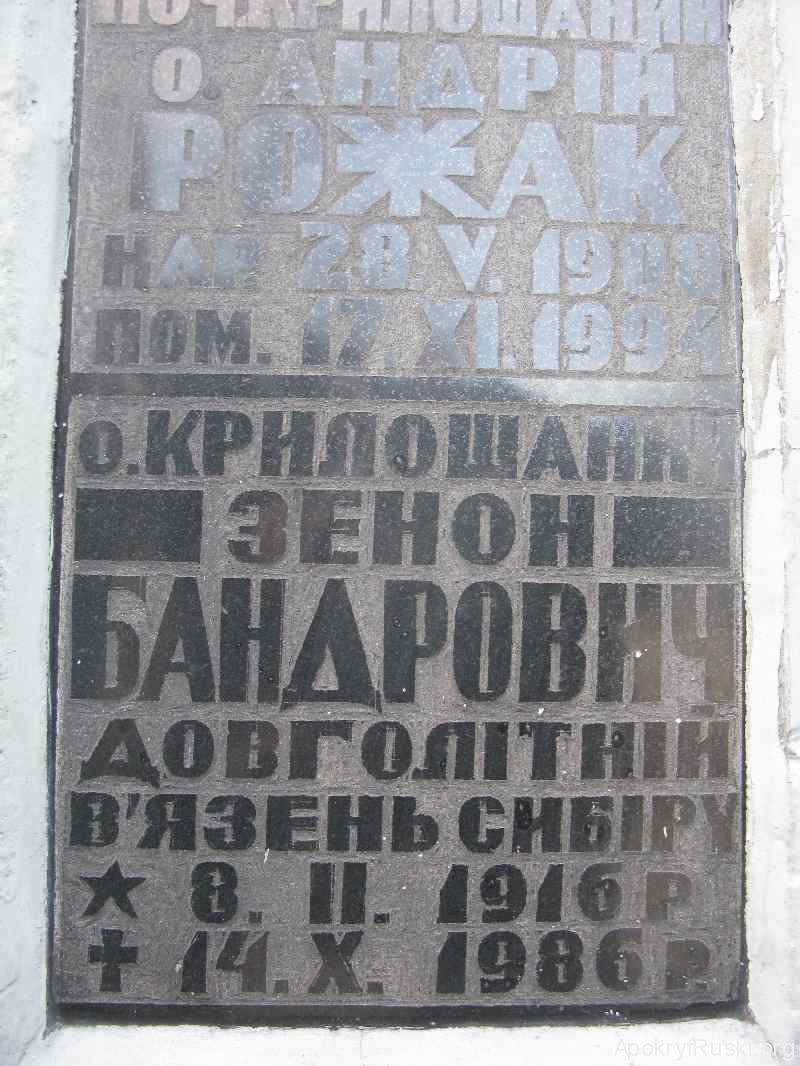 ПОЧ. КРИЛОШАНИН
о. АНДРІЙ
РОЖАК
НАР. 28. V. 1908
ПОМ. 17. XI. 1994
о. КРИЛОШАНИН
ЗЕНОН
БАНДРОВИЧ
ДОВГОЛІТНІЙ
В'ЯЗЕНЬ СИБІРУ
★ 8. II. 1916 р.
✝ 14. X. 1986 р.
ApokryfRuski.org